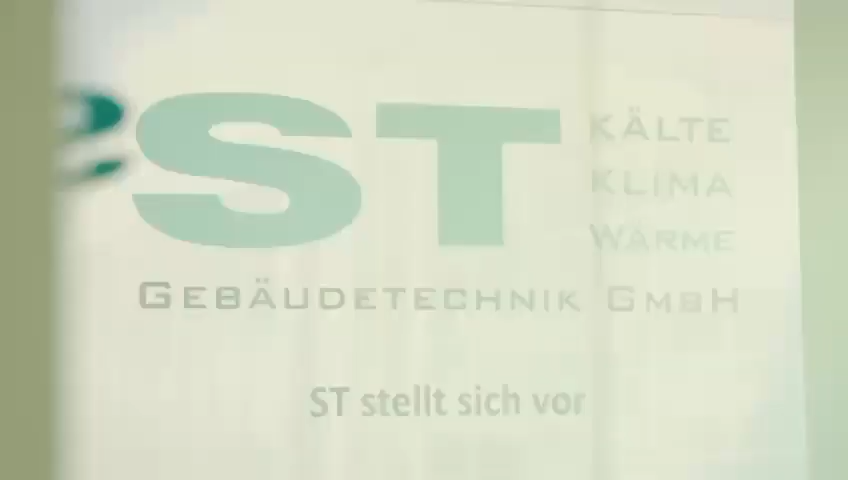 ST
KÄLTE
KLIMA
WÄRME
GEBÄUDETECHNIK GMBH
ST stellt sich vor